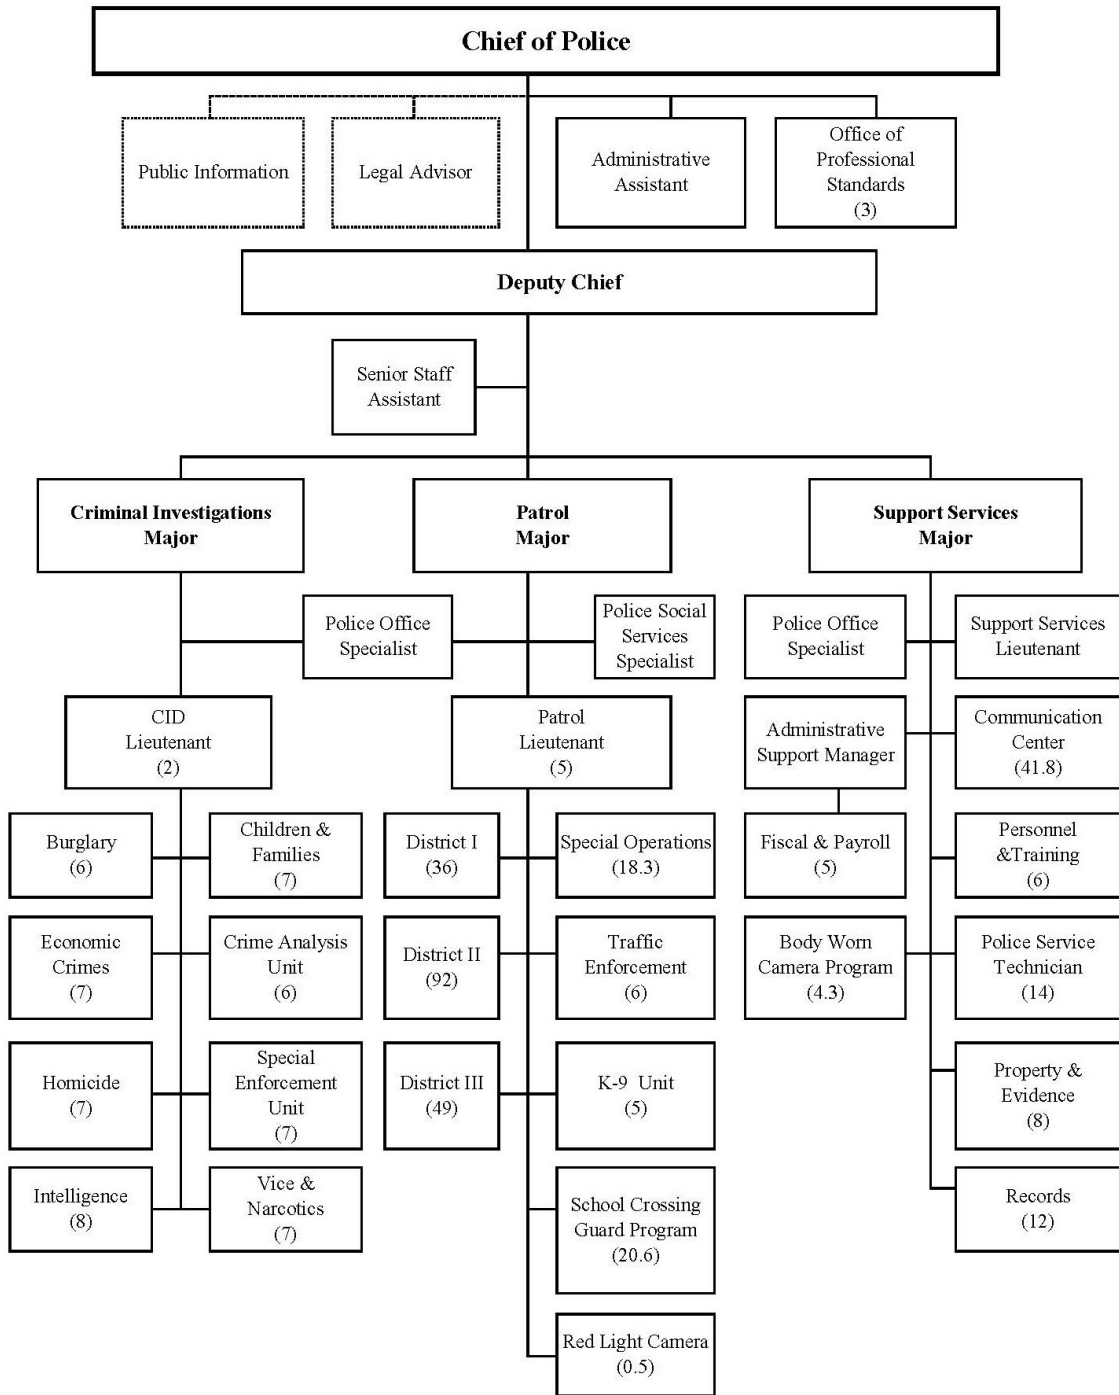 Chief of Police
Public Information
Legal Advisor
Administrative
Assistant
Office of
Professional
Standards
(3)
Deputy Chief
Senior Staff
Assistant
Criminal Investigations
Major
Patrol
Major
Support Services
Major
Police Office
Specialist
Police Social
Services
Specialist
Police Office
Specialist
Support Services
Lieutenant
CID
Lieutenant
(2)
Patrol
Lieutenant
(5)
Administrative
Support Manager
Communication
Center
(41.8)
Burglary
(6)
Children &
Families
(7)
District I
(36)
Special Operations
(18.3)
Fiscal & Payroll
(5)
Personnel
&Training
(6)
Economic
Crimes
(7)
Crime Analysis
Unit
(6)
District II
(92)
Traffic
Enforcement
(6)
Body Worn
Camera Program
(4.3)
Police Service
Technician
(14)
Homicide
(7)
Special
Enforcement
Unit
(7)
District III
(49)
K-9 Unit
(5)
Property &
Evidence
(8)
Intelligence
(8)
Vice &
Narcotics
(7)
School Crossing
Guard Program
(20.6)
Records
(12)
Red Light Camera
(0.5)